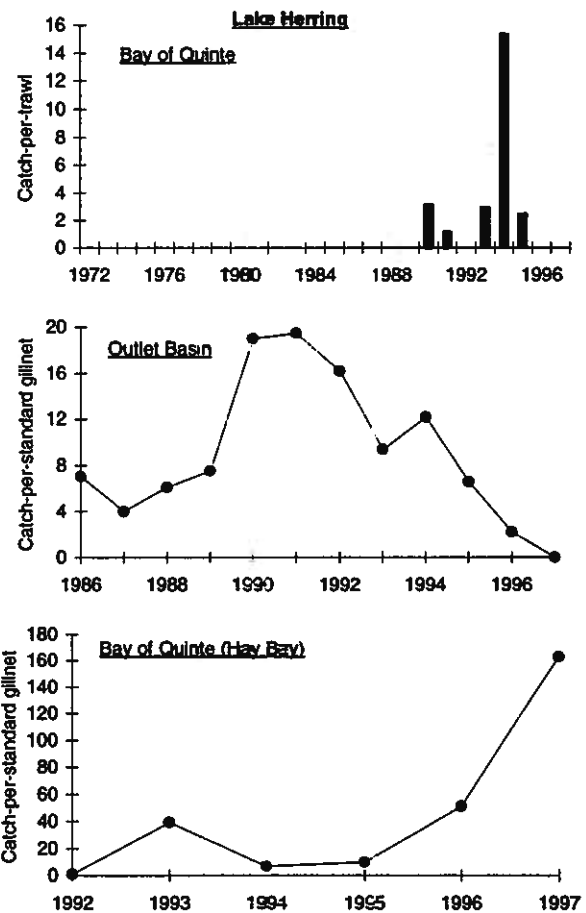 Lake Herring
Bay of Quinte
Catch-per-trawl
16
14
12
10
8
6
4
2
0
1972 1976 1980 1984 1988 1992 1996
Outlet Basin
Catch-per-standard gillnet
20
16
12
8
4
0
1986 1988 1990 1992 1994 1996
Bay of Quinte (Hay Bay)
Catch-per-standard gillnet
180
160
140
120
100
80
60
40
20
0
1992 1993 1994 1995 1996 1997